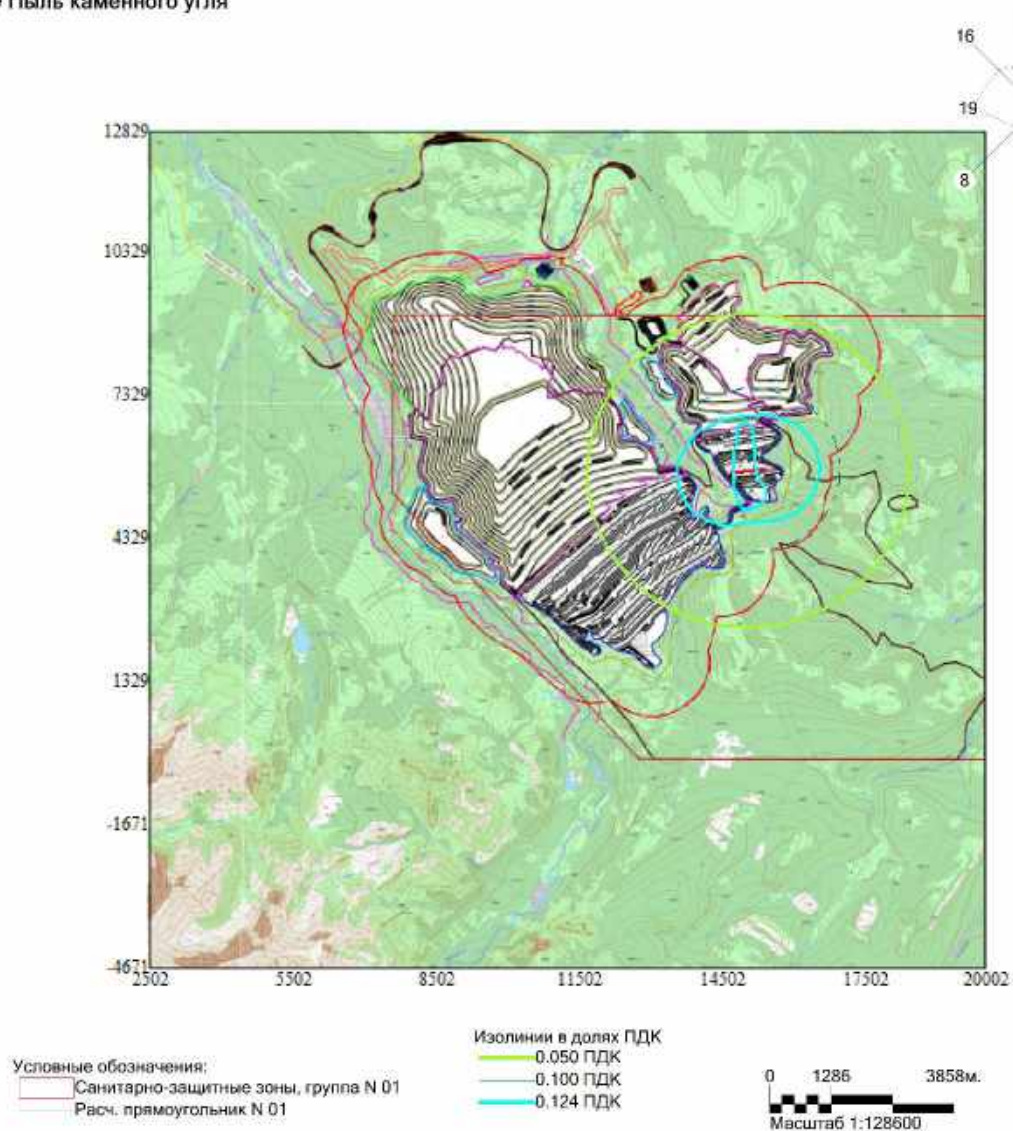 Пыль каменного угля
16
19
8
12829
10329
7329
4329
1329
-1671
-4671
2502 5502 8502 11502 14502 17502 20002
Условные обозначения:
Санитарно-защитные зоны, группа N 01
Расч. прямоугольник N 01
Изолинии в долях ПДК
0.050 ПДК
0.100 ПДК
0.124 ПДК
0 1286 3858м.
Масштаб 1:128600